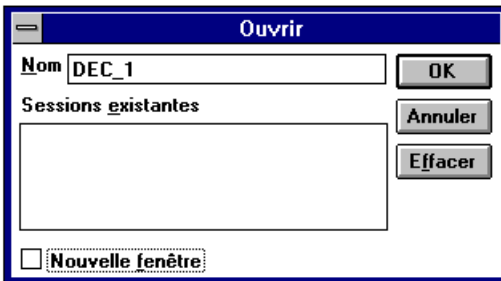 Ouvrir
Nom DEC_1
OK
Sessions existantes
Annuler
Effacer
Nouvelle fenêtre